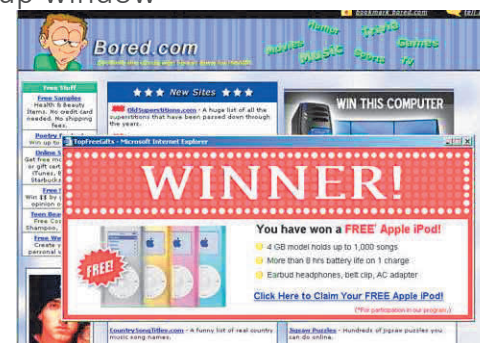 up window
bookmark bored.com
Bored.com
Humor
Trivia
Movies
Music
Sports
Games
TV
Free Stuff
Free Samples
Health & Beauty
Items. No credit card
needed. No shipping
fees.
★★★ New Sites ★★★
OldSuperstitions.com - A huge list of all the
superstitions that have been passed down through
the years.
WIN THIS COMPUTER
Win up to
TopFreeGifts - Microsoft Internet Explorer
WINNER!
FREE!
You have won a FREE* Apple iPod!
4 GB model holds up to 1,000 songs
More than 8 hrs battery life on 1 charge
Earbud headphones, belt clip, AC adapter
Click Here to Claim Your FREE Apple iPod!
(*For participation in our program.)
CountrySongTitles.com - A funny list of real country
music song names.
Jigsaw Puzzles - Hundreds of jigsaw puzzles you
can do online.